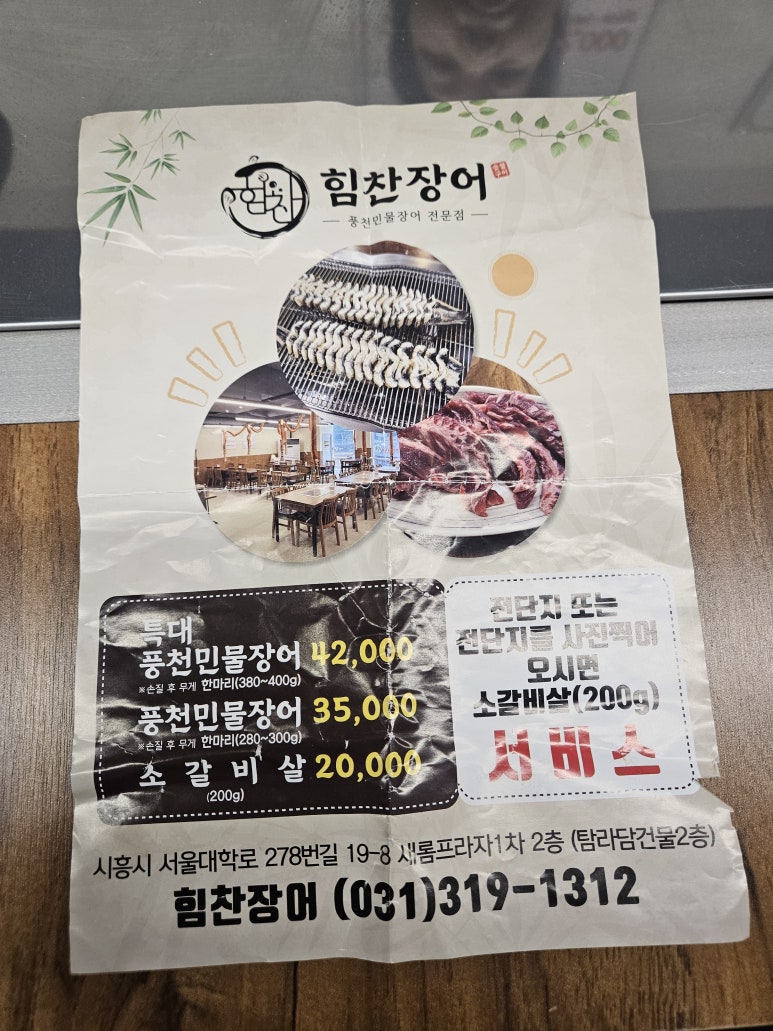 힘찬
힘찬장어
풍천민물장어 전문점
특대
풍천민물장어 42,000
※손질 후 무게 한마리(380~400g)
풍천민물장어 35,000
※손질 후 무게 한마리(280~300g)
소 갈 비 살 20,000
(200g)
전단지 또는
전단지를 사진찍어
오시면
소갈비살(200g)
서비스
시흥시 서울대학로 278번길 19-8 새롬프라자1차 2층 (탐라담건물2층)
힘찬장어 (031)319-1312